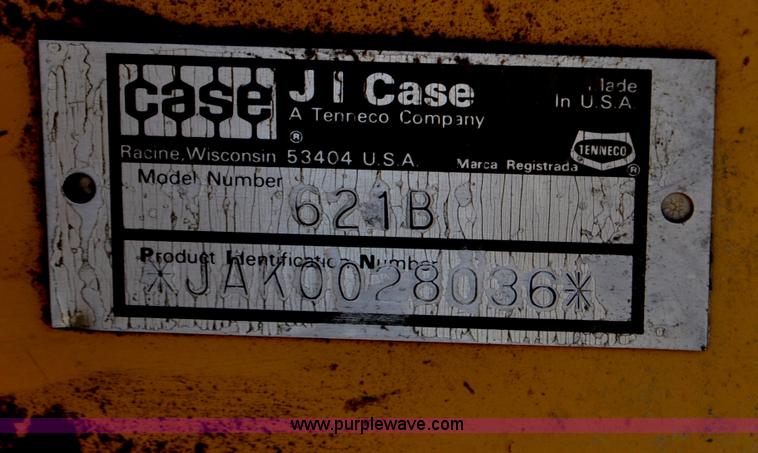 case
J I Case
A Tenneco Company
®
Made
In U.S.A.
Racine, Wisconsin 53404 U.S.A.
Marca Registrada
TENNECO
®
Model Number
621B
Product Identification Number
*JAK0028036*
www.purplewave.com